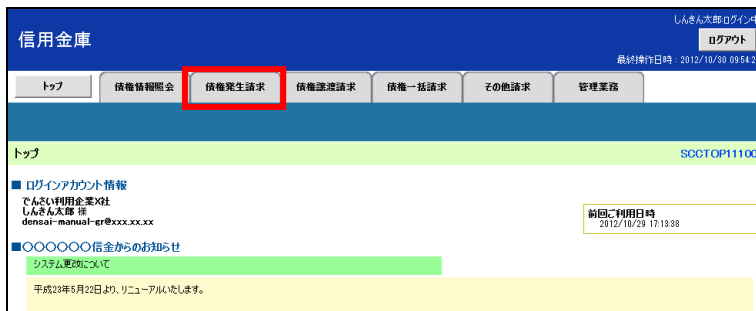 しんきん太郎ログイン中
信用金庫
ログアウト
最終操作日時：2012/10/30 09:54:2
トップ 債権情報照会 債権発生請求 債権譲渡請求 債権一括請求 その他請求 管理業務
トップ SCCTOP11100
■ ログインアカウント情報
でんさい利用企業X社
しんきん太郎 様
densai-manual-gr@xxx.xx.xx
前回ご利用日時
2012/10/29 17:13:38
■〇〇〇〇〇〇信金からのお知らせ
システム更改について
平成23年5月22日より、リニューアルいたします。